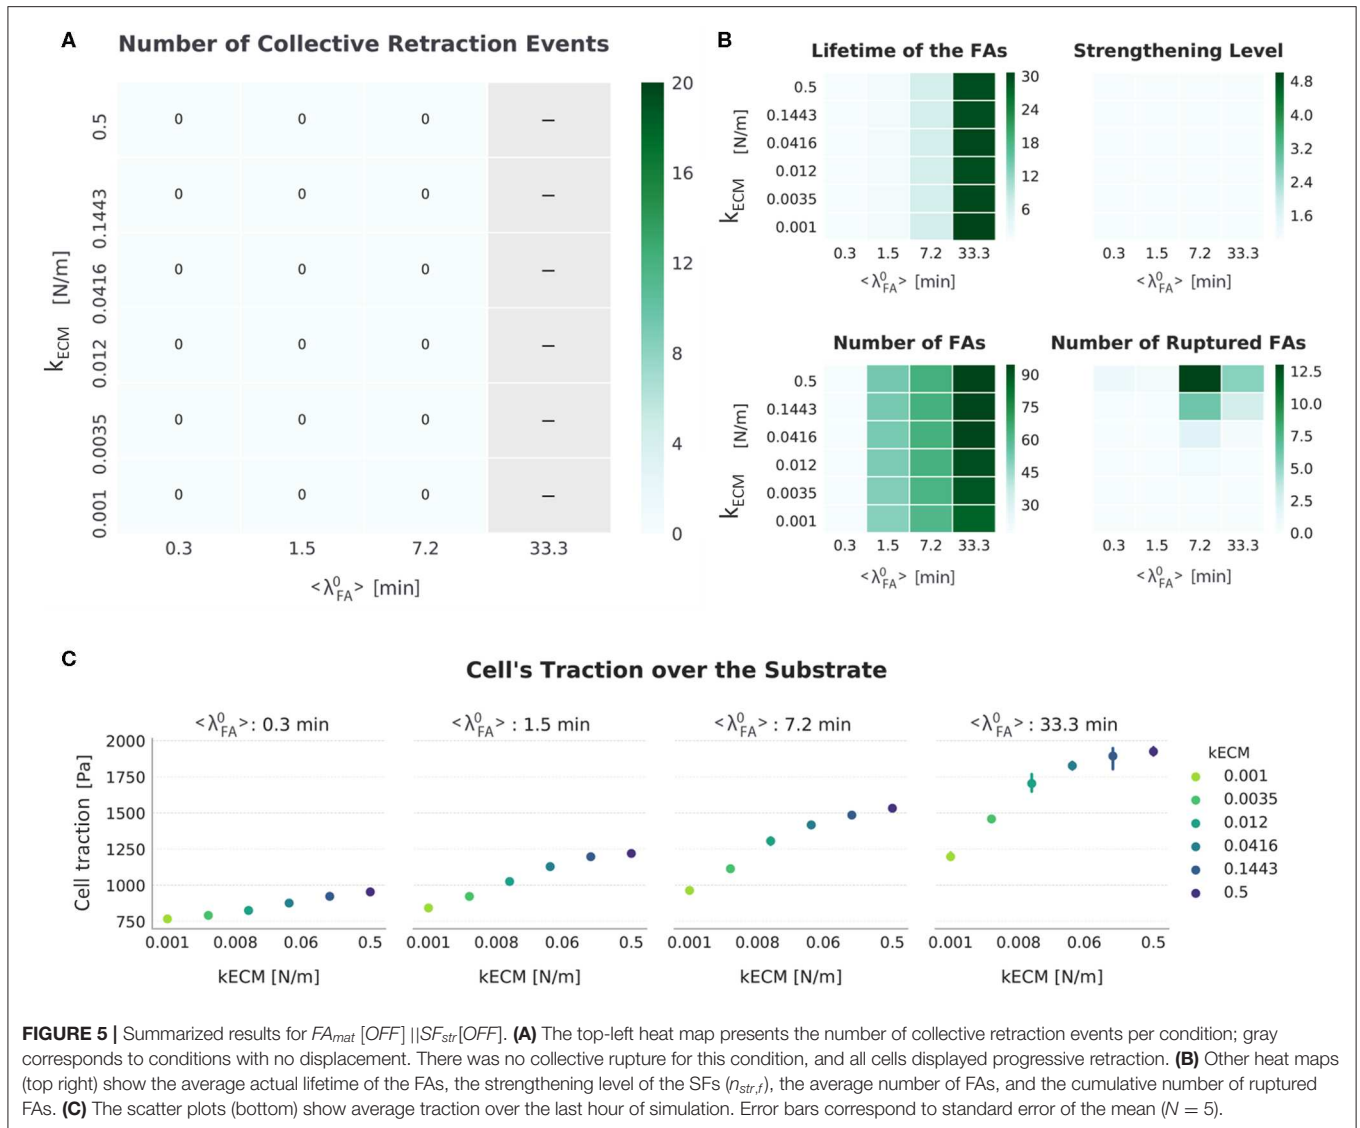 A
Number of Collective Retraction Events
0.5
0.1443
0.0416
0.012
0.0035
0.001
kECM [N/m]
0 0 0 –
0 0 0 –
0 0 0 –
0 0 0 –
0 0 0 –
0 0 0 –
0.3 1.5 7.2 33.3
<λ⁰FA> [min]
20
16
12
8
4
0
B
Lifetime of the FAs
0.5
0.1443
0.0416
0.012
0.0035
0.001
kECM [N/m]
0.3 1.5 7.2 33.3
<λ⁰FA> [min]
30
24
18
12
6
Strengthening Level
0.3 1.5 7.2 33.3
<λ⁰FA> [min]
4.8
4.0
3.2
2.4
1.6
Number of FAs
0.5
0.1443
0.0416
0.012
0.0035
0.001
kECM [N/m]
0.3 1.5 7.2 33.3
<λ⁰FA> [min]
90
75
60
45
30
Number of Ruptured FAs
0.3 1.5 7.2 33.3
<λ⁰FA> [min]
12.5
10.0
7.5
5.0
2.5
0.0
C
Cell's Traction over the Substrate
<λ⁰FA>: 0.3 min
<λ⁰FA> : 1.5 min
<λ⁰FA> : 7.2 min
<λ⁰FA> : 33.3 min
Cell traction [Pa]
2000
1750
1500
1250
1000
750
0.001 0.008 0.06 0.5
0.001 0.008 0.06 0.5
0.001 0.008 0.06 0.5
0.001 0.008 0.06 0.5
kECM [N/m]
kECM [N/m]
kECM [N/m]
kECM [N/m]
kECM
0.001
0.0035
0.012
0.0416
0.1443
0.5
FIGURE 5 | Summarized results for FAmat [OFF] ||SFstr[OFF]. (A) The top-left heat map presents the number of collective retraction events per condition; gray
corresponds to conditions with no displacement. There was no collective rupture for this condition, and all cells displayed progressive retraction. (B) Other heat maps
(top right) show the average actual lifetime of the FAs, the strengthening level of the SFs (nstr,f), the average number of FAs, and the cumulative number of ruptured
FAs. (C) The scatter plots (bottom) show average traction over the last hour of simulation. Error bars correspond to standard error of the mean (N = 5).